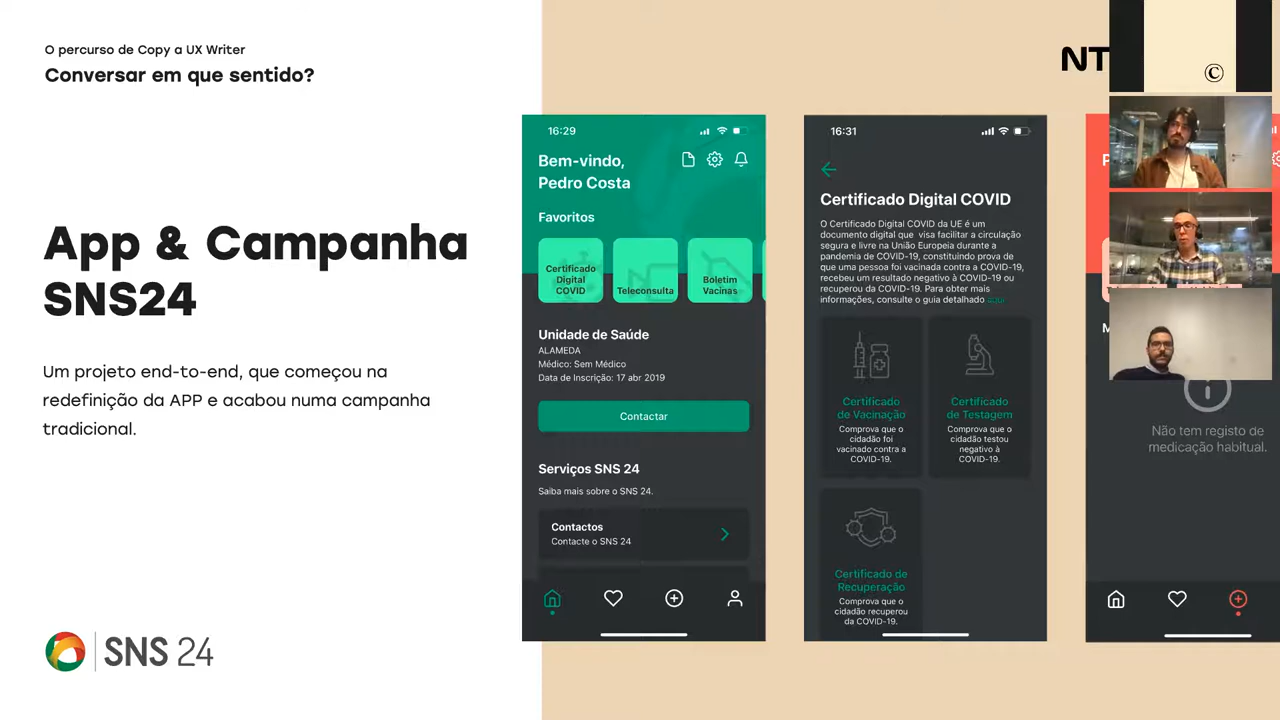 O percurso de Copy a UX Writer
Conversar em que sentido?
App & Campanha
SNS24
Um projeto end-to-end, que começou na
redefinição da APP e acabou numa campanha
tradicional.
SNS 24
16:29
Bem-vindo,
Pedro Costa
Favoritos
Certificado
Digital
COVID
Teleconsulta
Boletim
Vacinas
Unidade de Saúde
ALAMEDA
Médico: Sem Médico
Data de Inscrição: 17 abr 2019
Contactar
Serviços SNS 24
Saiba mais sobre o SNS 24.
Contactos
Contacte o SNS 24
16:31
Certificado Digital COVID
O Certificado Digital COVID da UE é um
documento digital que visa facilitar a circulação
segura e livre na União Europeia durante a
pandemia de COVID-19, constituindo prova de
que uma pessoa foi vacinada contra a COVID-19,
recebeu um resultado negativo à COVID-19 ou
recuperou da COVID-19. Para obter mais
informações, consulte o guia detalhado aqui
Certificado
de Vacinação
Comprova que o
cidadão foi
vacinado contra a
COVID-19.
Certificado
de Testagem
Comprova que o
cidadão testou
negativo à
COVID-19.
Certificado de
Recuperação
Comprova que o
cidadão recuperou
da COVID-19.
NT
©
Não tem registo de
medicação habitual.